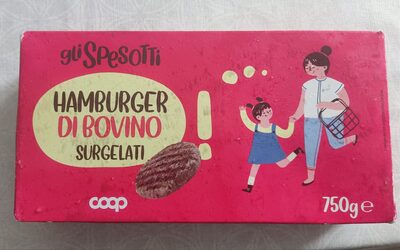 gli SPESOTTI
HAMBURGER
DI BOVINO
SURGELATI
!
coop
750g e